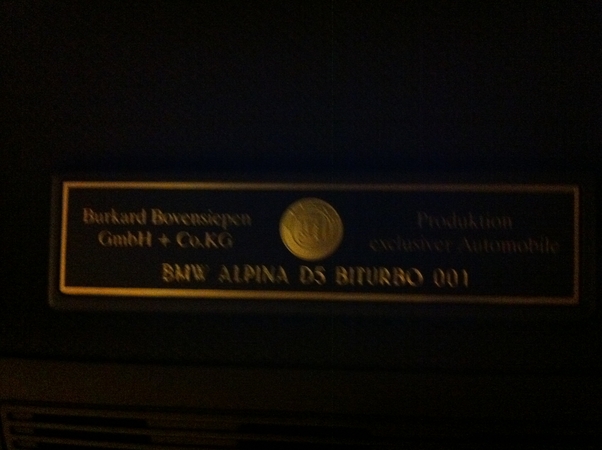 Burkard Bovensiepen
GmbH + Co.KG
Produktion
exclusiver Automobile
BMW ALPINA D5 BITURBO 001